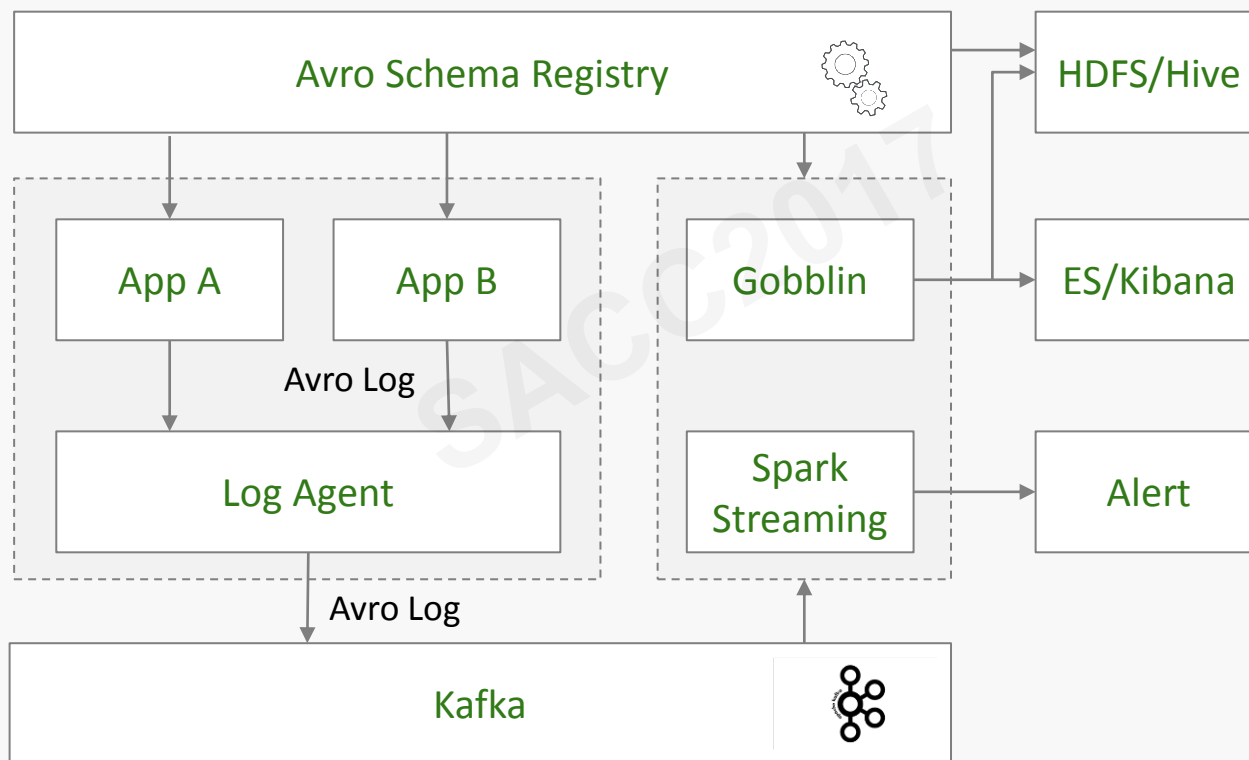 Avro Schema Registry
HDFS/Hive
App A
App B
Gobblin
ES/Kibana
Avro Log
Log Agent
Spark
Streaming
Alert
Avro Log
Kafka
SACC2017